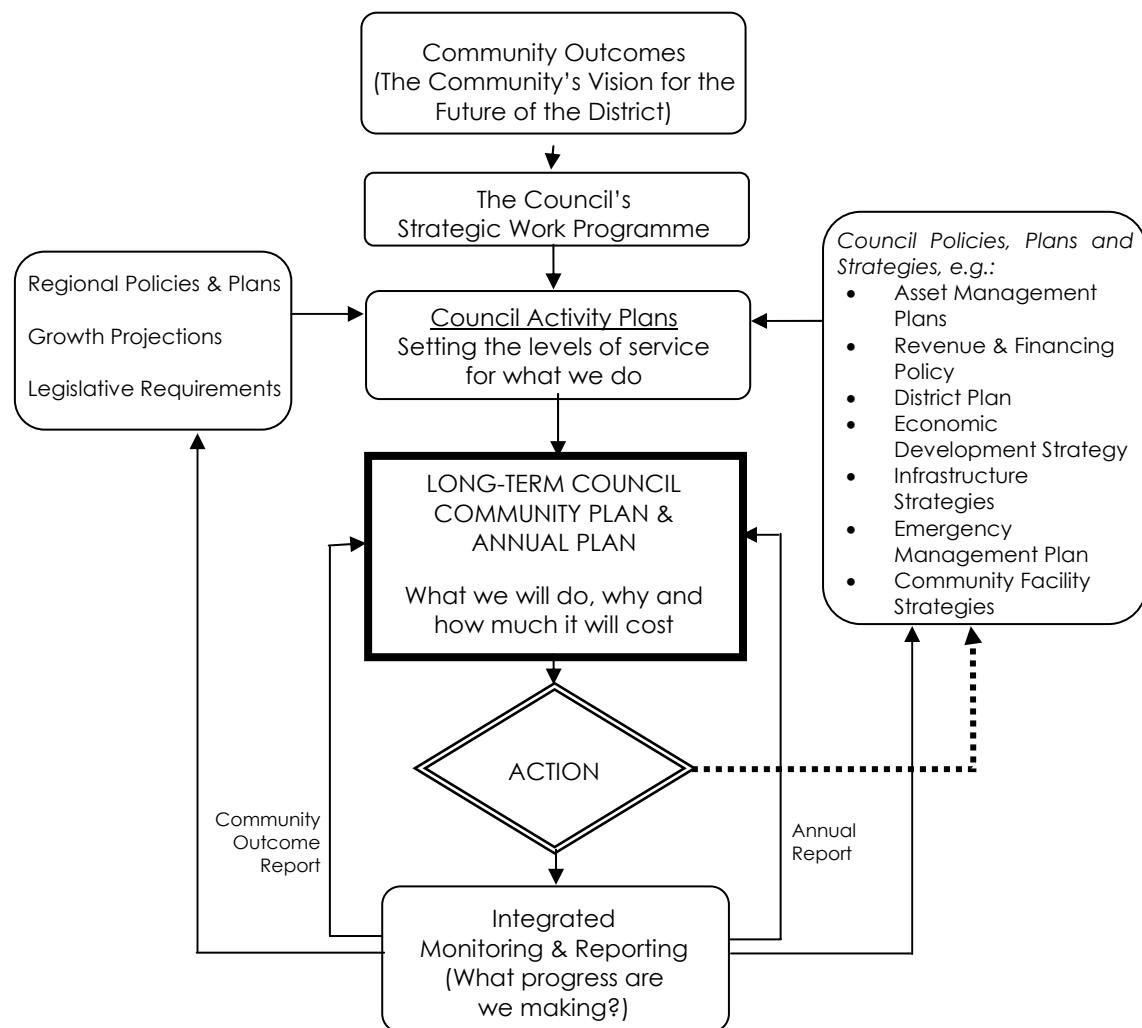 Community Outcomes
(The Community’s Vision for the
Future of the District)
The Council’s
Strategic Work Programme
Regional Policies & Plans
Growth Projections
Legislative Requirements
Council Activity Plans
Setting the levels of service
for what we do
Council Policies, Plans and
Strategies, e.g.:
• Asset Management
Plans
• Revenue & Financing
Policy
• District Plan
• Economic
Development Strategy
• Infrastructure
Strategies
• Emergency
Management Plan
• Community Facility
Strategies
LONG-TERM COUNCIL
COMMUNITY PLAN &
ANNUAL PLAN
What we will do, why and
how much it will cost
ACTION
Community
Outcome
Report
Annual
Report
Integrated
Monitoring & Reporting
(What progress are
we making?)